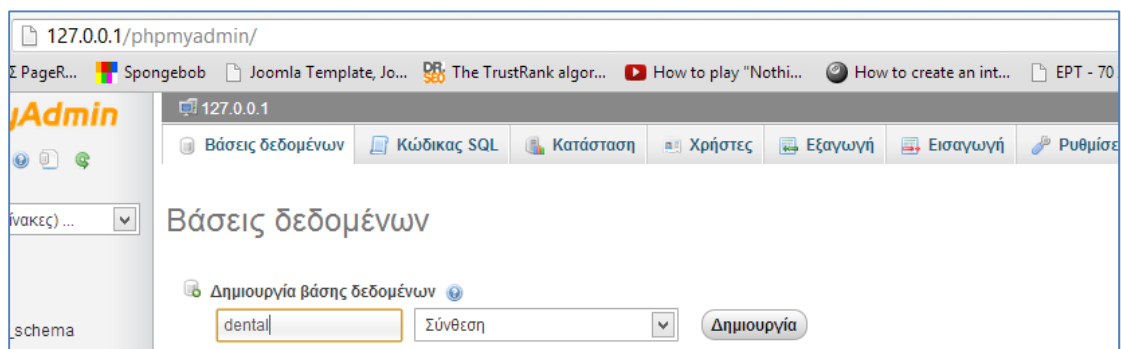 127.0.0.1/phpmyadmin/
Σ PageR... Spongebob Joomla Template, Jo... The TrustRank algor... How to play "Nothi... How to create an int... EPT - 70
yAdmin
127.0.0.1
Βάσεις δεδομένων Κώδικας SQL Κατάσταση Χρήστες Εξαγωγή Εισαγωγή Ρυθμίσε
ίνακες) ...
Βάσεις δεδομένων
Δημιουργία βάσης δεδομένων
dental Σύνθεση Δημιουργία
_schema